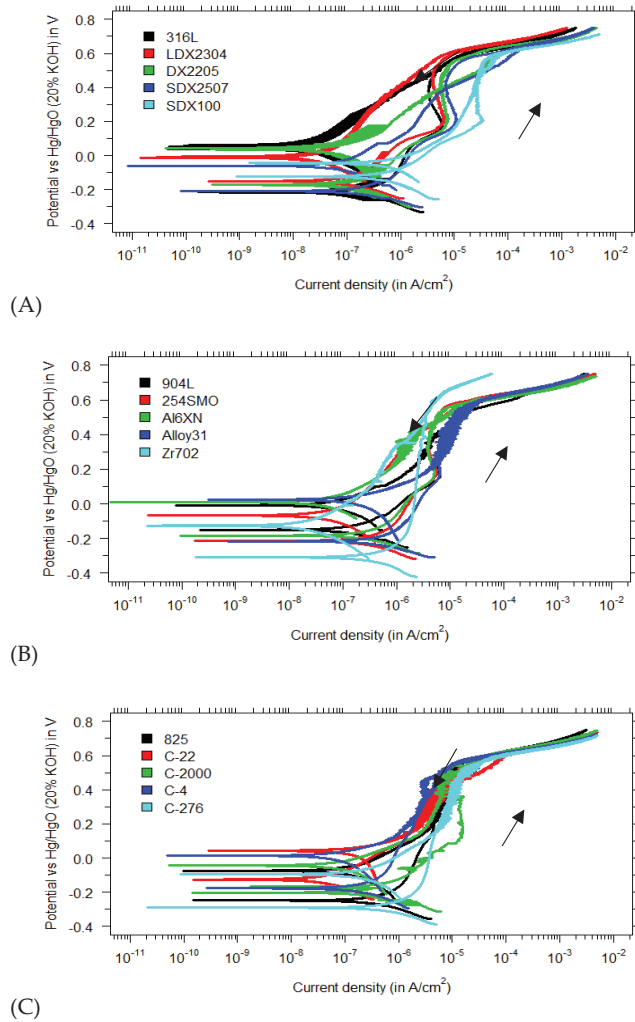 0.8
0.6
0.4
0.2
0.0
-0.2
-0.4
Potential vs Hg/HgO (20% KOH) in V
316L
LDX2304
DX2205
SDX2507
SDX100
10⁻¹¹ 10⁻¹⁰ 10⁻⁹ 10⁻⁸ 10⁻⁷ 10⁻⁶ 10⁻⁵ 10⁻⁴ 10⁻³ 10⁻²
Current density (in A/cm²)
(A)
0.8
0.6
0.4
0.2
0.0
-0.2
-0.4
Potential vs Hg/HgO (20% KOH) in V
904L
254SMO
Al6XN
Alloy31
Zr702
10⁻¹¹ 10⁻¹⁰ 10⁻⁹ 10⁻⁸ 10⁻⁷ 10⁻⁶ 10⁻⁵ 10⁻⁴ 10⁻³ 10⁻²
Current density (in A/cm²)
(B)
0.8
0.6
0.4
0.2
0.0
-0.2
-0.4
Potential vs Hg/HgO (20% KOH) in V
825
C-22
C-2000
C-4
C-276
10⁻¹¹ 10⁻¹⁰ 10⁻⁹ 10⁻⁸ 10⁻⁷ 10⁻⁶ 10⁻⁵ 10⁻⁴ 10⁻³ 10⁻²
Current density (in A/cm²)
(C)